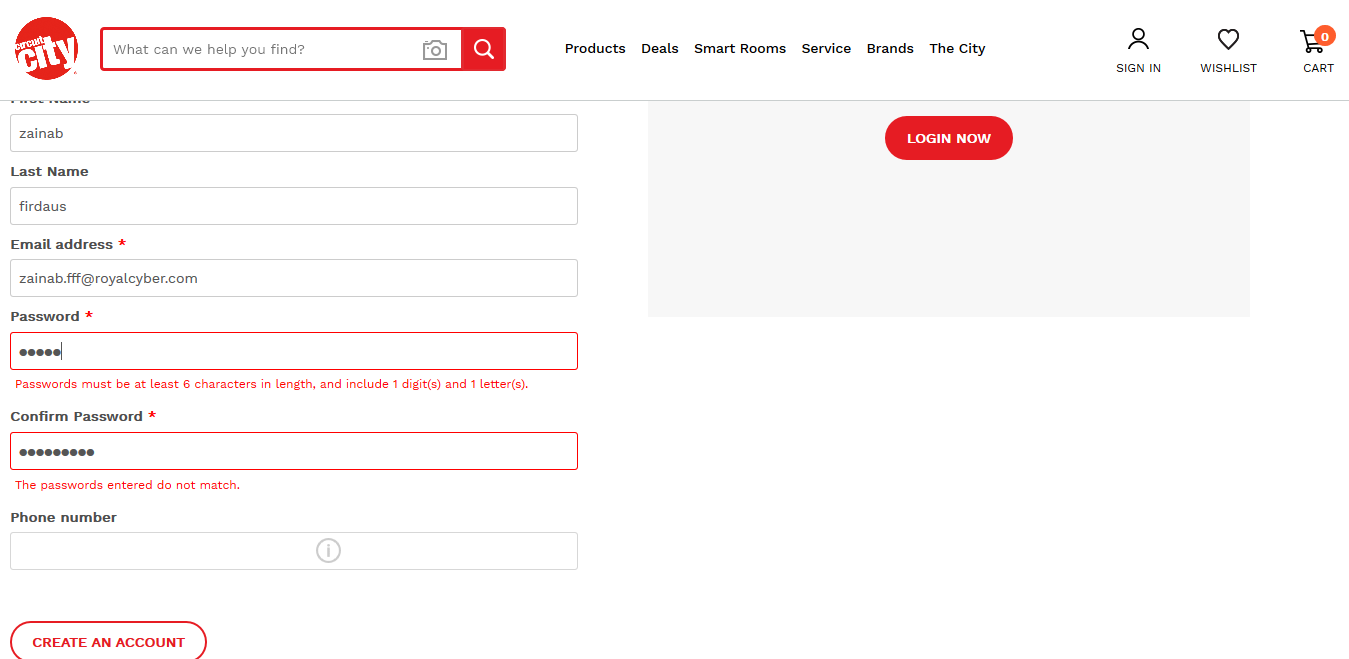 circuit city
What can we help you find?
Products Deals Smart Rooms Service Brands The City
SIGN IN
WISHLIST
0
CART
First Name
zainab
Last Name
firdaus
Email address *
zainab.fff@royalcyber.com
Password *
●●●●●
Passwords must be at least 6 characters in length, and include 1 digit(s) and 1 letter(s).
Confirm Password *
●●●●●●●●●
The passwords entered do not match.
Phone number
CREATE AN ACCOUNT
LOGIN NOW